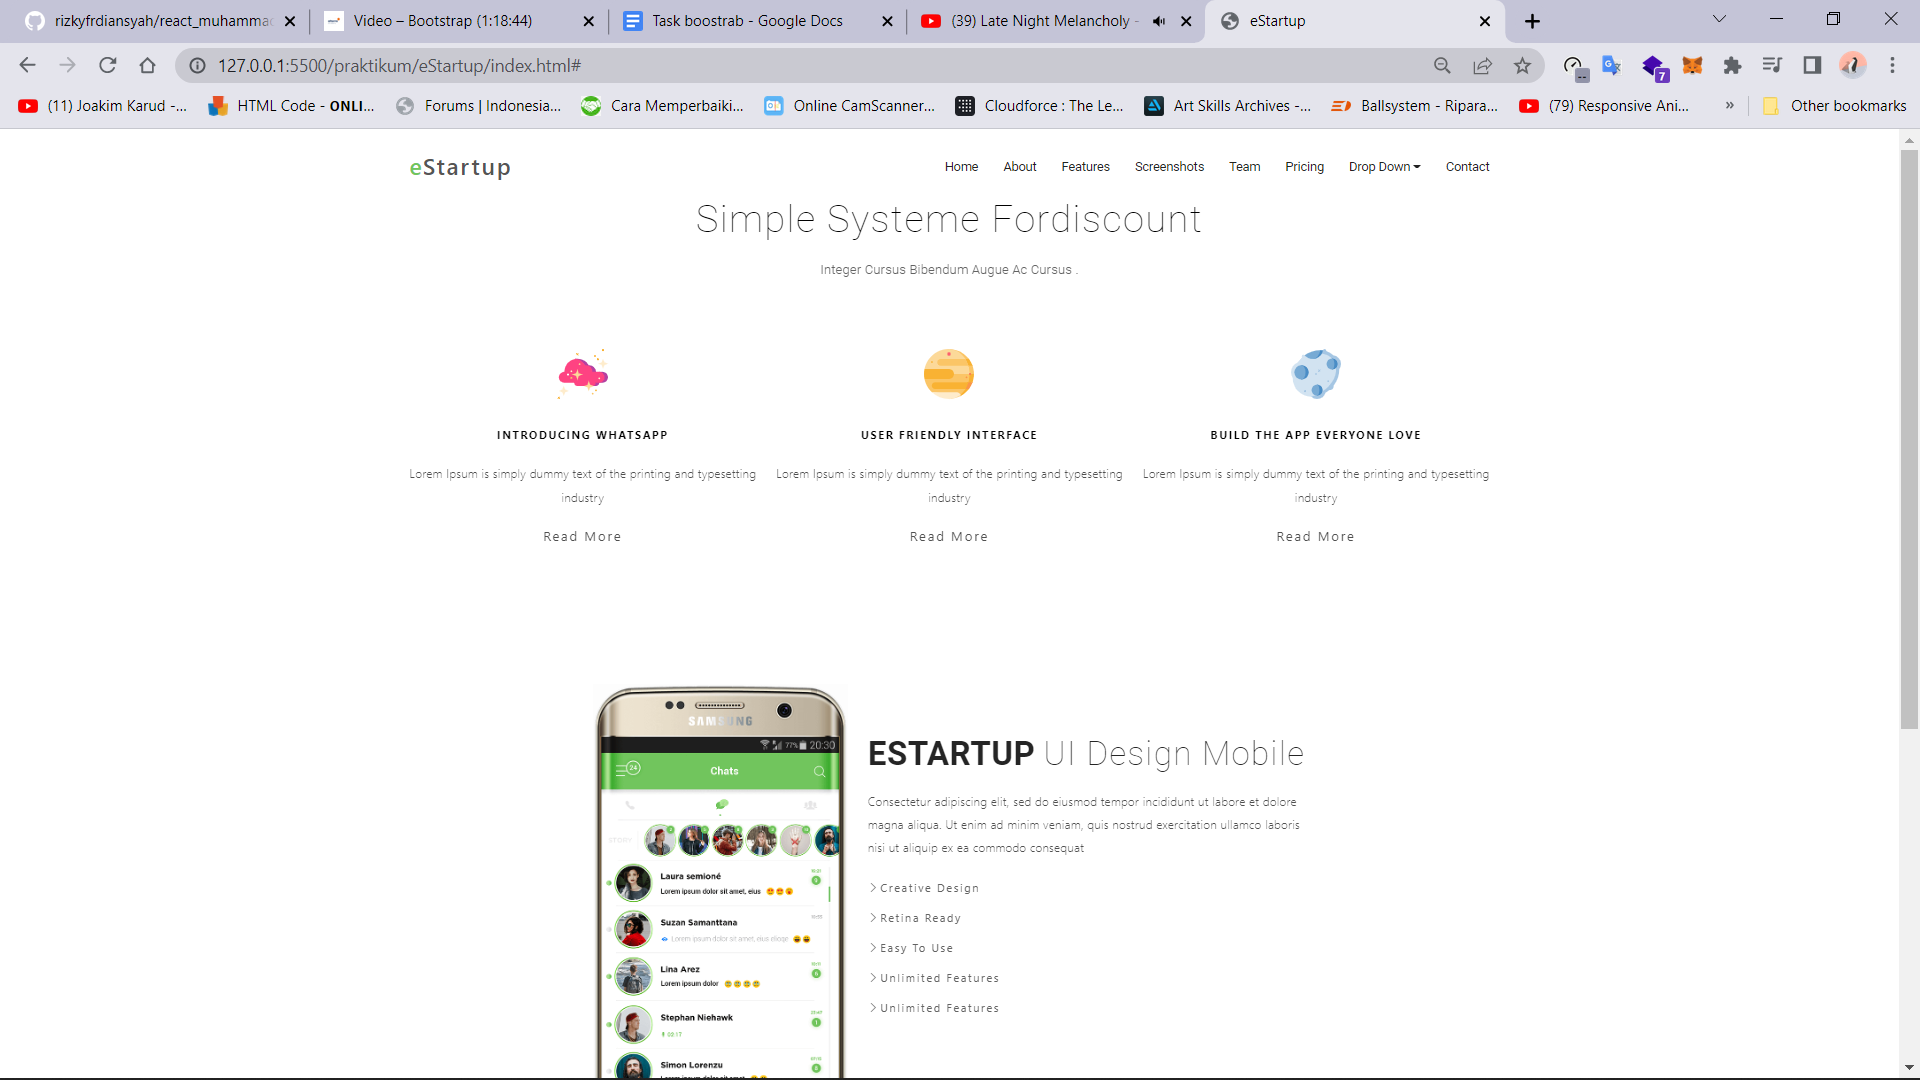 rizkyfrdiansyah/react_muhammac
Video – Bootstrap (1:18:44)
Task boostrab - Google Docs
(39) Late Night Melancholy -
eStartup
127.0.0.1:5500/praktikum/eStartup/index.html#
7
(11) Joakim Karud -...
HTML Code - ONLI...
Forums | Indonesia...
Cara Memperbaiki...
Online CamScanner...
Cloudforce : The Le...
Art Skills Archives -...
Ballsystem - Ripara...
(79) Responsive Ani...
»
Other bookmarks
eStartup
Home
About
Features
Screenshots
Team
Pricing
Drop Down
Contact
Simple Systeme Fordiscount
Integer Cursus Bibendum Augue Ac Cursus .
INTRODUCING WHATSAPP
Lorem Ipsum is simply dummy text of the printing and typesetting
industry
Read More
USER FRIENDLY INTERFACE
Lorem Ipsum is simply dummy text of the printing and typesetting
industry
Read More
BUILD THE APP EVERYONE LOVE
Lorem Ipsum is simply dummy text of the printing and typesetting
industry
Read More
SAMSUNG
77% 20:30
24
Chats
STORY
Laura semioné
Lorem ipsum dolor sit amet, eius
Suzan Samanttana
Lorem ipsum dolor sit amet, eius elioge
Lina Arez
Lorem ipsum dolor
Stephan Niehawk
02:17
Simon Lorenzu
ESTARTUP UI Design Mobile
Consectetur adipiscing elit, sed do eiusmod tempor incididunt ut labore et dolore
magna aliqua. Ut enim ad minim veniam, quis nostrud exercitation ullamco laboris
nisi ut aliquip ex ea commodo consequat
Creative Design
Retina Ready
Easy To Use
Unlimited Features
Unlimited Features